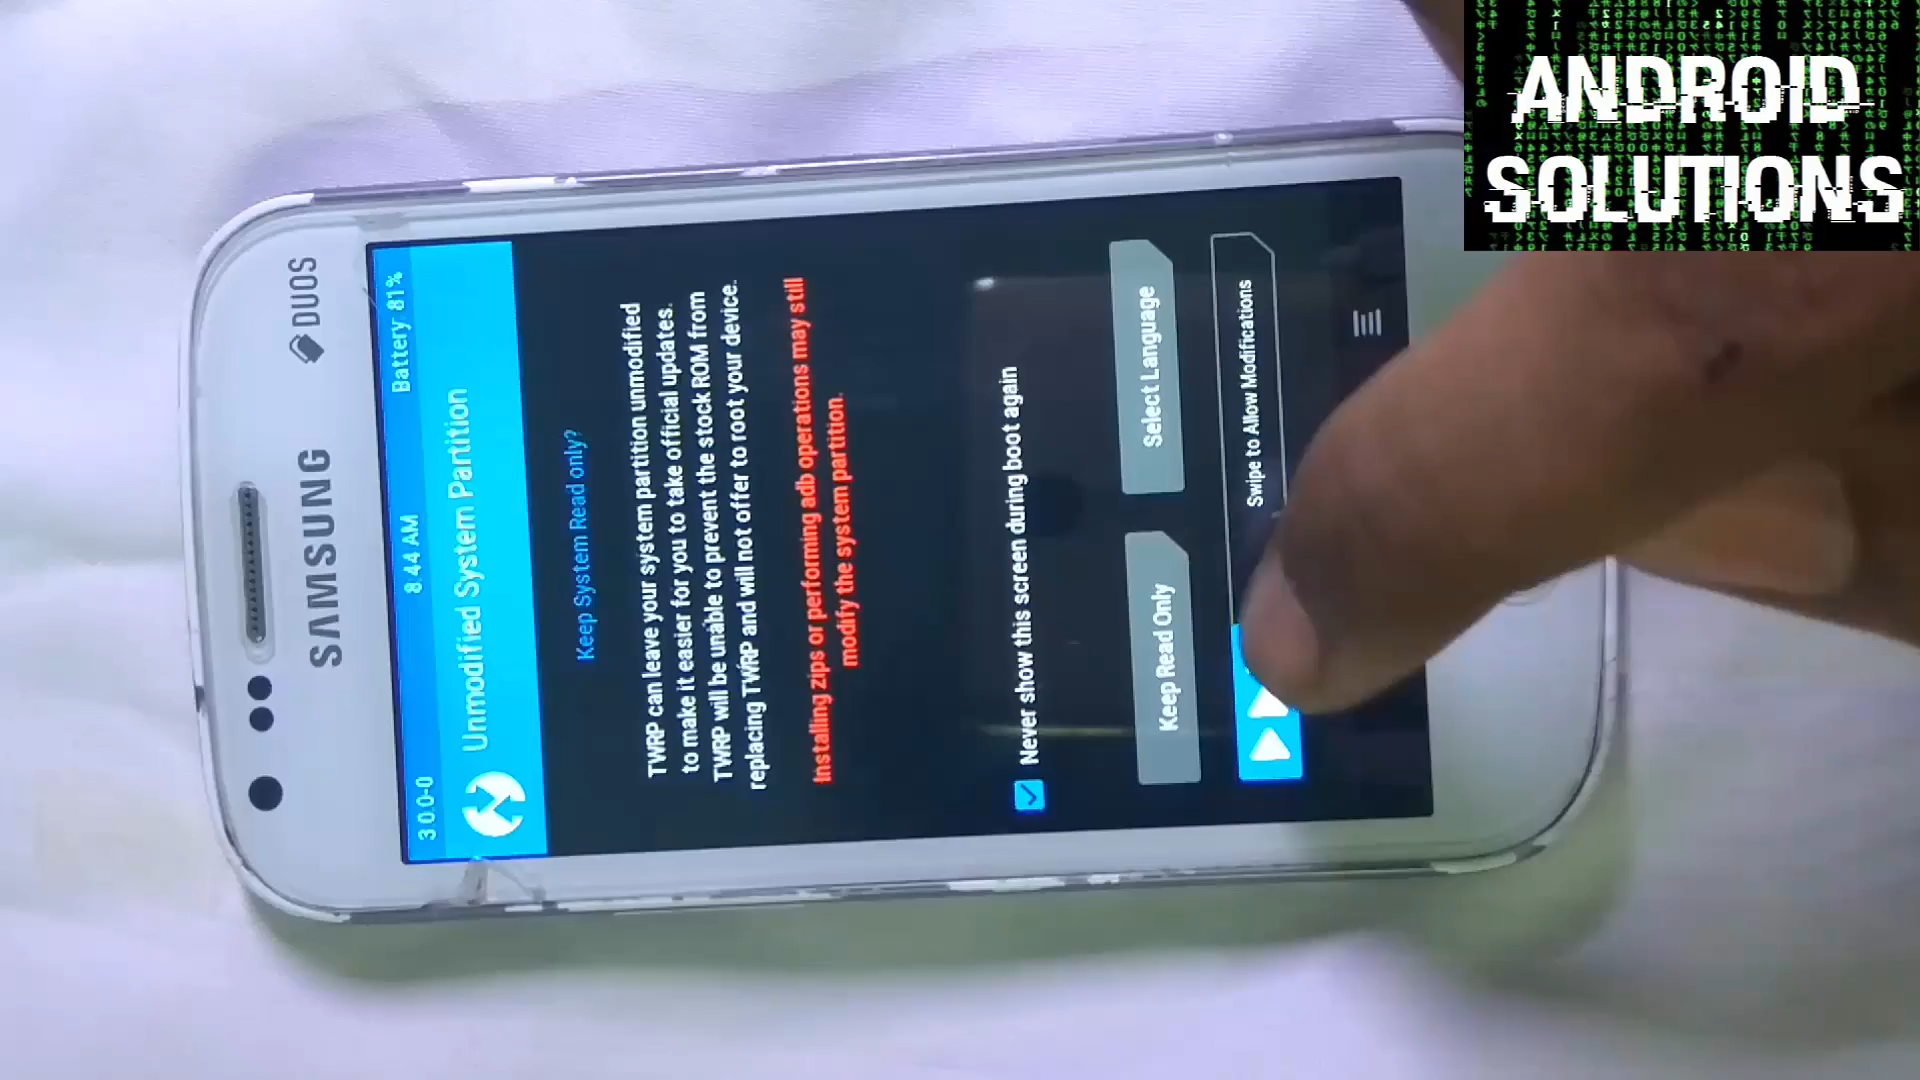 ANDROID
SOLUTIONS
SAMSUNG
DUOS
3.0.0-0 8:44 AM Battery 81%
Unmodified System Partition
Keep System Read only?
TWRP can leave your system partition unmodified
to make it easier for you to take official updates.
TWRP will be unable to prevent the stock ROM from
replacing TWRP and will not offer to root your device.
Installing zips or performing adb operations may still
modify the system partition.
Never show this screen during boot again
Keep Read Only
Select Language
Swipe to Allow Modifications